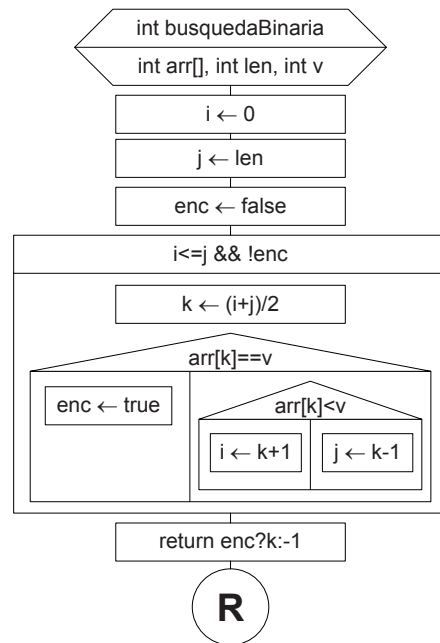 int busquedaBinaria
int arr[], int len, int v
i ← 0
j ← len
enc ← false
i<=j && !enc
k ← (i+j)/2
arr[k]==v
enc ← true
arr[k]<v
i ← k+1
j ← k-1
return enc?k:-1
R